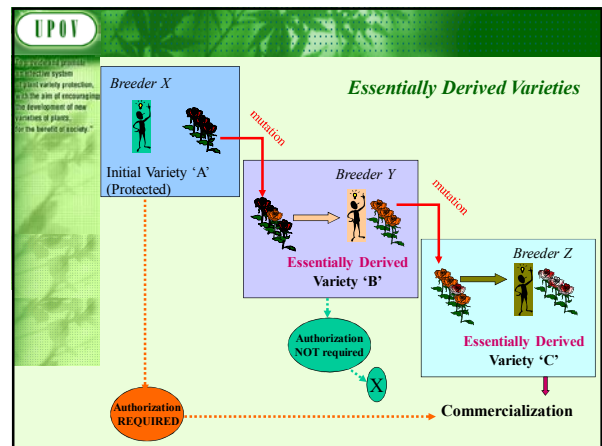 UPOV
"To provide and promote
an effective system
of plant variety protection,
with the aim of encouraging
the development of new
varieties of plants,
for the benefit of society."
Essentially Derived Varieties
Breeder X
Initial Variety ‘A’
(Protected)
mutation
Breeder Y
Essentially Derived
Variety ‘B’
mutation
Breeder Z
Essentially Derived
Variety ‘C’
Authorization
NOT required
X
Authorization
REQUIRED
Commercialization